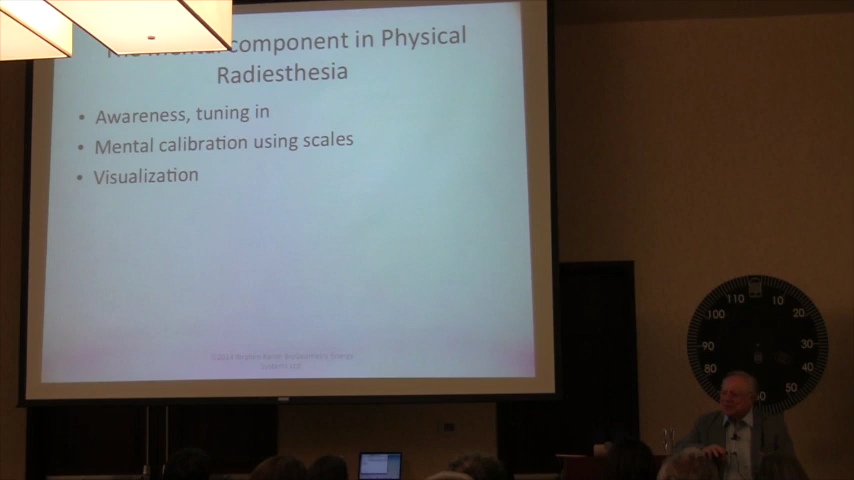 component in Physical
Radiesthesia
• Awareness, tuning in
• Mental calibration using scales
• Visualization
110
10
100
20
90
30
80
50